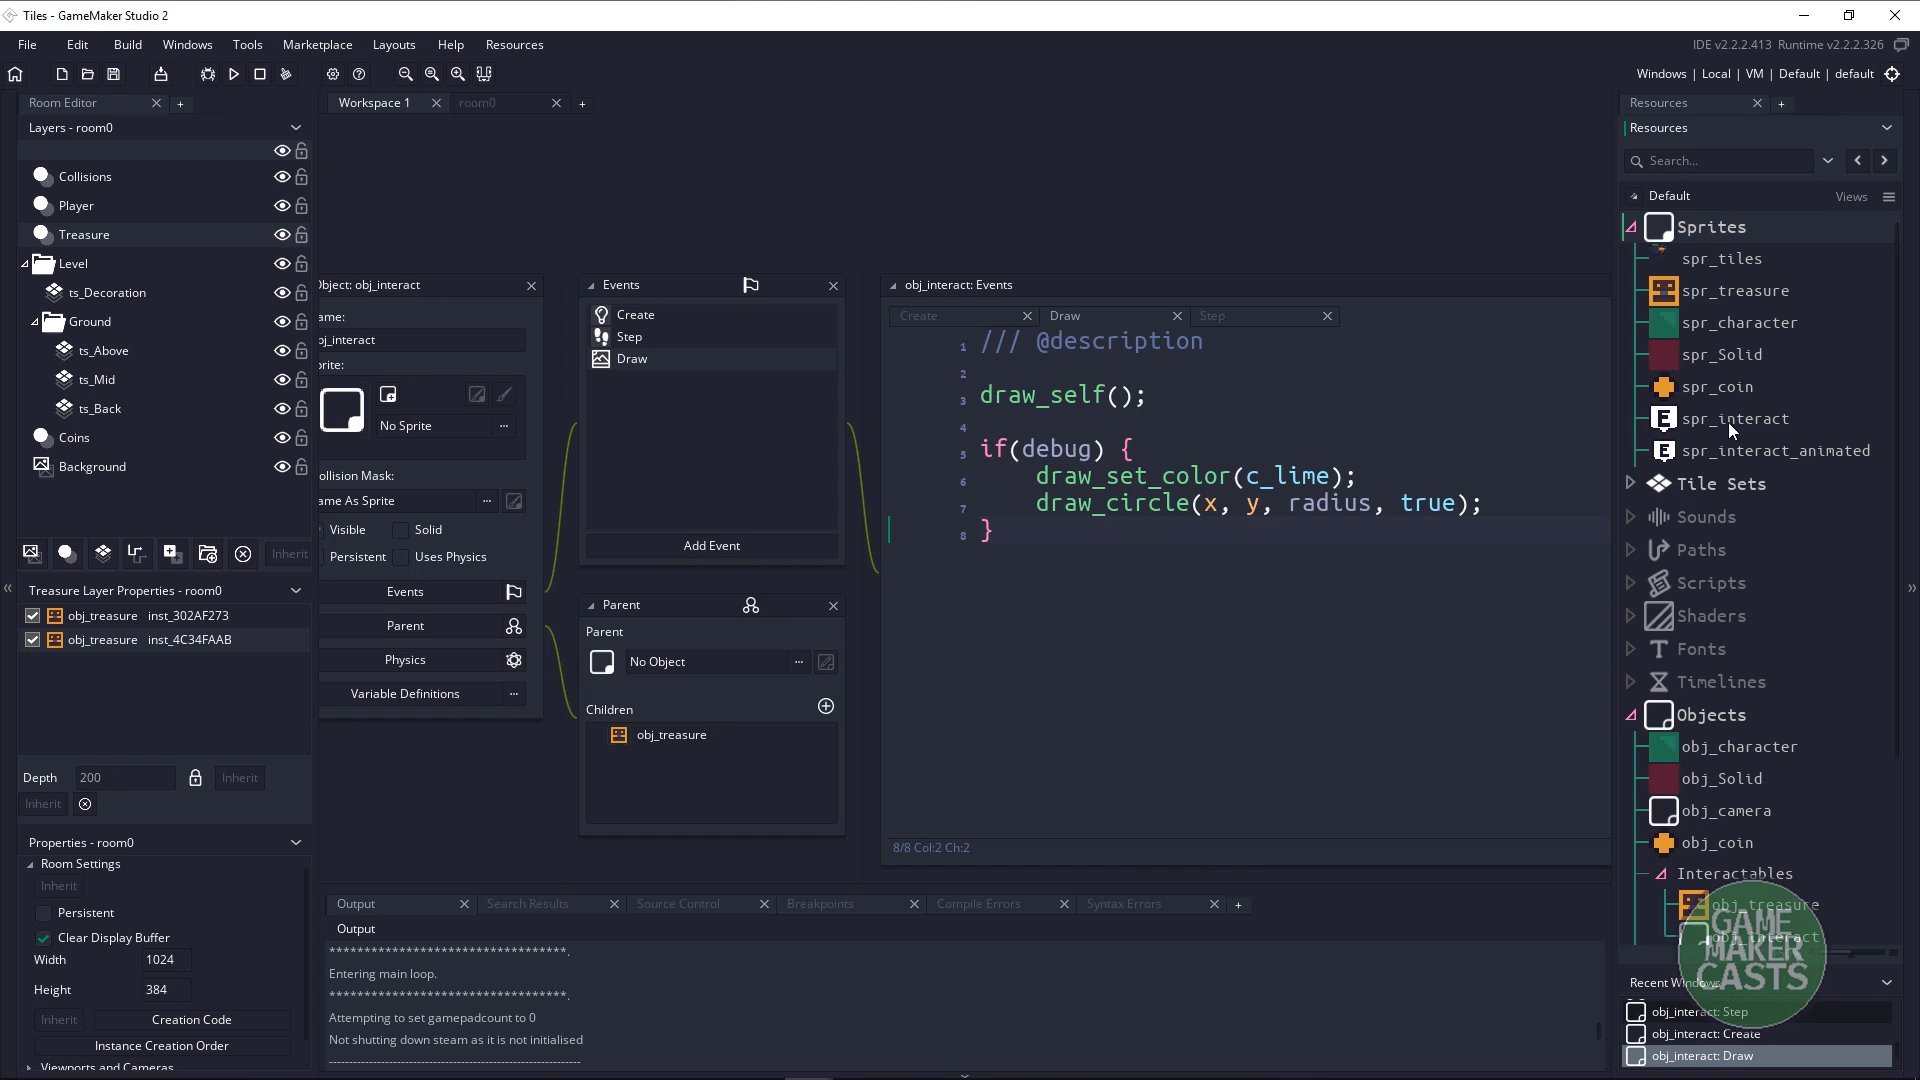 Tiles - GameMaker Studio 2
File Edit Build Windows Tools Marketplace Layouts Help Resources
IDE v2.2.2.413 Runtime v2.2.2.326
Windows | Local | VM | Default | default
Room Editor
Layers - room0
Collisions
Player
Treasure
Level
ts_Decoration
Ground
ts_Above
ts_Mid
ts_Back
Coins
Background
Inherit
Treasure Layer Properties - room0
obj_treasure inst_302AF273
obj_treasure inst_4C34FAAB
Depth 200 Inherit
Inherit
Properties - room0
Room Settings
Inherit
Persistent
Clear Display Buffer
Width 1024
Height 384
Inherit Creation Code
Instance Creation Order
Viewports and Cameras
Workspace 1 room0
bject: obj_interact
ame:
bj_interact
rite:
No Sprite
ollision Mask:
ame As Sprite
Visible Solid
Persistent Uses Physics
Events
Parent
Physics
Variable Definitions
Events
Create
Step
Draw
Add Event
Parent
Parent
No Object
Children
obj_treasure
obj_interact: Events
Create Draw Step
1 /// @description
2
3 draw_self();
4
5 if(debug) {
6 draw_set_color(c_lime);
7 draw_circle(x, y, radius, true);
8 }
8/8 Col:2 Ch:2
Output Search Results Source Control Breakpoints Compile Errors Syntax Errors
Output
***********************************.
Entering main loop.
***********************************.
Attempting to set gamepadcount to 0
Not shutting down steam as it is not initialised
Resources
Resources
Search...
Default Views
Sprites
spr_tiles
spr_treasure
spr_character
spr_Solid
spr_coin
E spr_interact
E spr_interact_animated
Tile Sets
Sounds
Paths
Scripts
Shaders
Fonts
Timelines
Objects
obj_character
obj_Solid
obj_camera
obj_coin
Interactables
obj_treasure
obj_interact
GAME
MAKER
CASTS
Recent Windows
obj_interact: Step
obj_interact: Create
obj_interact: Draw